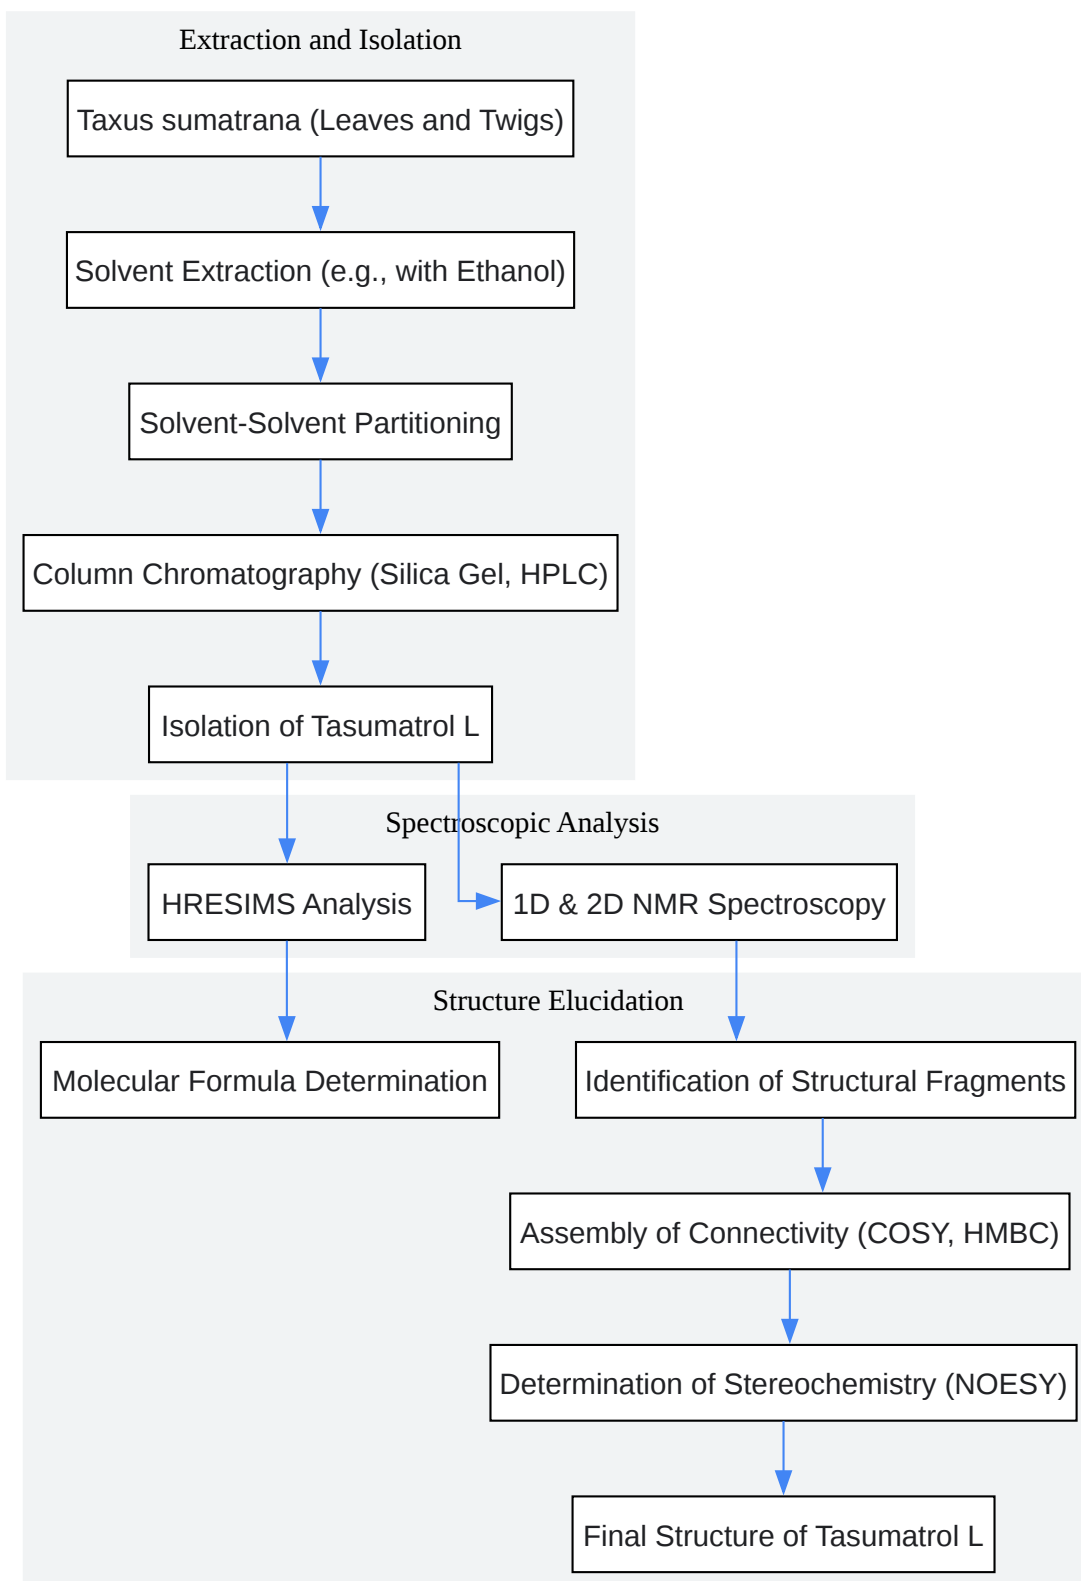 Extraction and Isolation
Taxus sumatrana (Leaves and Twigs)
Solvent Extraction (e.g., with Ethanol)
Solvent-Solvent Partitioning
Column Chromatography (Silica Gel, HPLC)
Isolation of Tasumatrol L
Spectroscopic Analysis
HRESIMS Analysis
1D & 2D NMR Spectroscopy
Structure Elucidation
Molecular Formula Determination
Identification of Structural Fragments
Assembly of Connectivity (COSY, HMBC)
Determination of Stereochemistry (NOESY)
Final Structure of Tasumatrol L